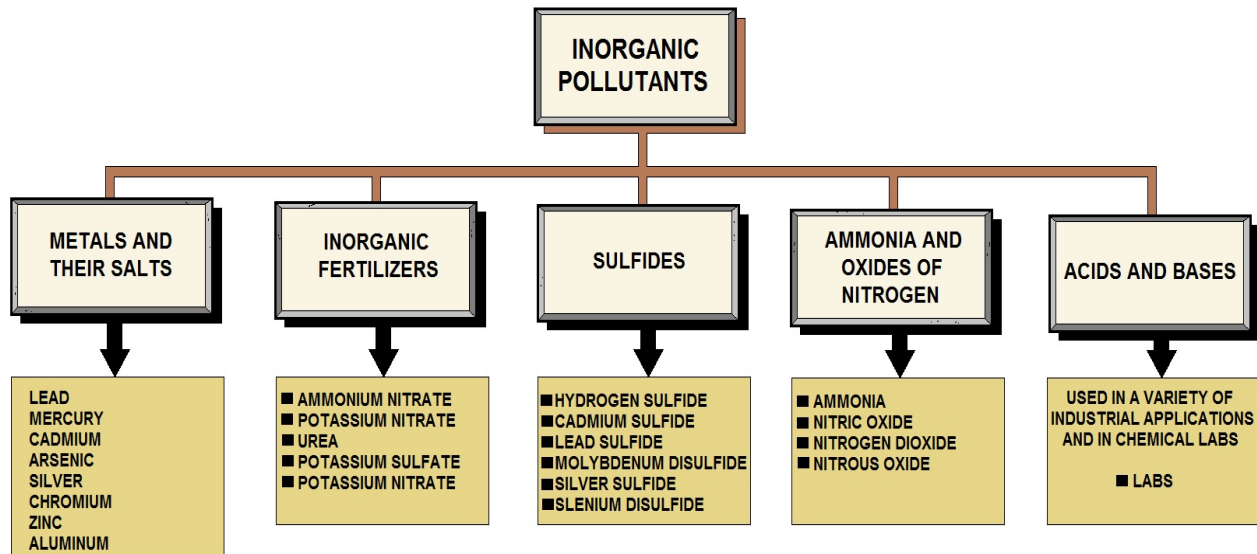 INORGANIC
POLLUTANTS
METALS AND
THEIR SALTS
INORGANIC
FERTILIZERS
SULFIDES
AMMONIA AND
OXIDES OF
NITROGEN
ACIDS AND BASES
LEAD
MERCURY
CADMIUM
ARSENIC
SILVER
CHROMIUM
ZINC
ALUMINUM
■ AMMONIUM NITRATE
■ POTASSIUM NITRATE
■ UREA
■ POTASSIUM SULFATE
■ POTASSIUM NITRATE
■ HYDROGEN SULFIDE
■ CADMIUM SULFIDE
■ LEAD SULFIDE
■ MOLYBDENUM DISULFIDE
■ SILVER SULFIDE
■ SLENIUM DISULFIDE
■ AMMONIA
■ NITRIC OXIDE
■ NITROGEN DIOXIDE
■ NITROUS OXIDE
USED IN A VARIETY OF
INDUSTRIAL APPLICATIONS
AND IN CHEMICAL LABS
■ LABS